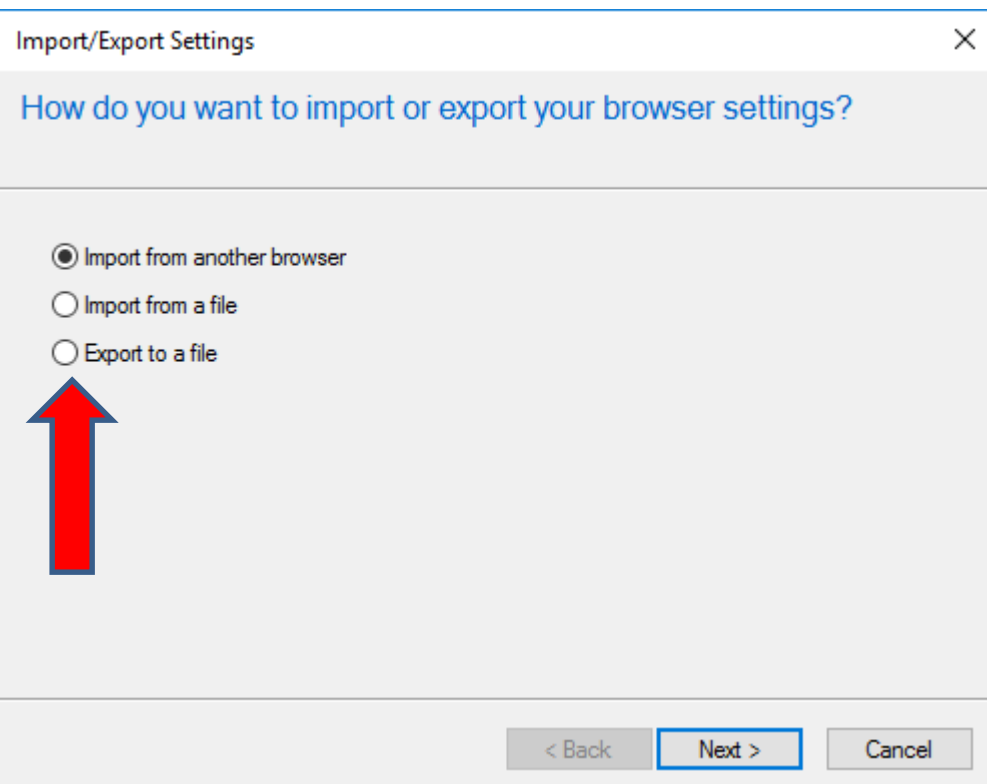 Import/Export Settings
How do you want to import or export your browser settings?
Import from another browser
Import from a file
Export to a file
< Back
Next >
Cancel